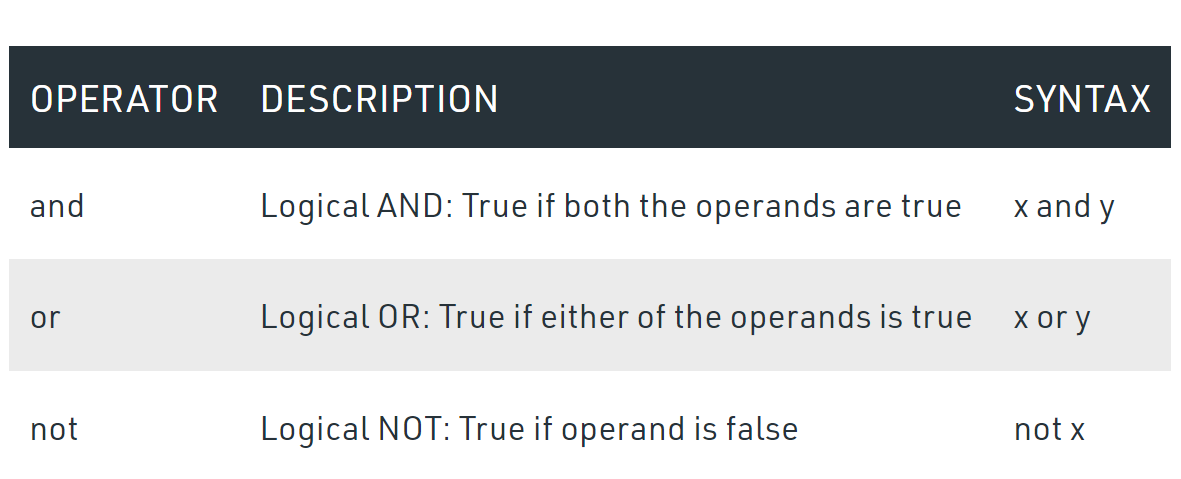 OPERATOR DESCRIPTION SYNTAX
and Logical AND: True if both the operands are true x and y
or Logical OR: True if either of the operands is true x or y
not Logical NOT: True if operand is false not x